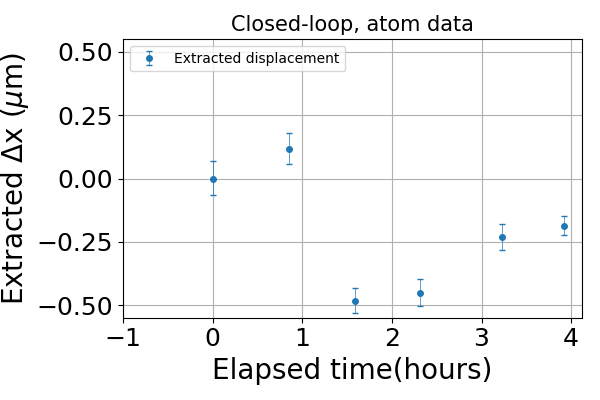 Closed-loop, atom data
Extracted displacement
Extracted Δx (μm)
0.50
0.25
0.00
−0.25
−0.50
−1 0 1 2 3 4
Elapsed time(hours)